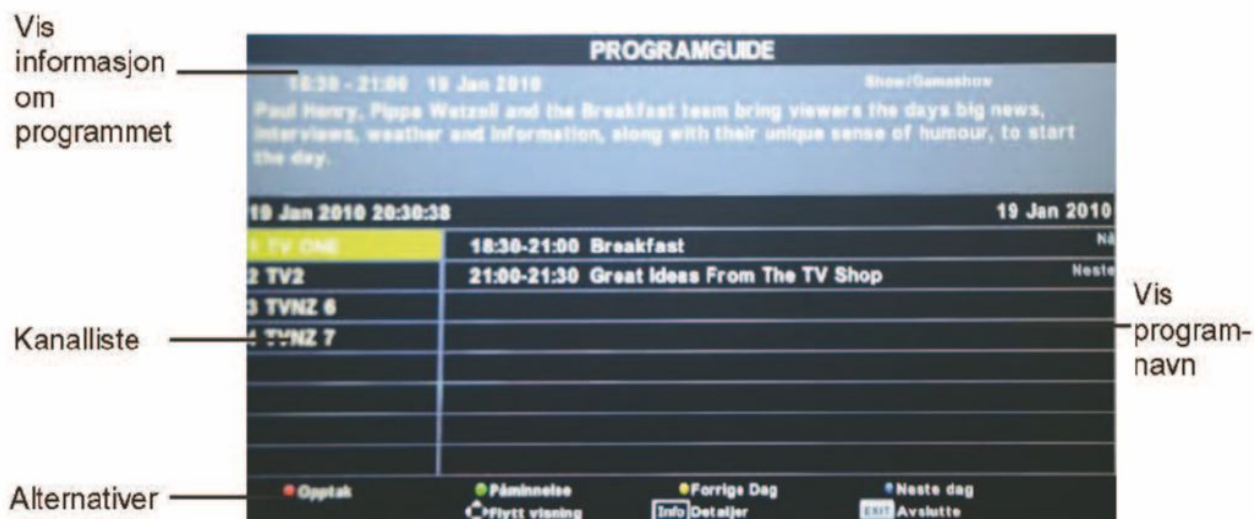 Vis
informasjon
om
programmet
PROGRAMGUIDE
18:30 - 21:00 19 Jan 2010 Show/Gameshow
Paul Henry, Pippa Wetzell and the Breakfast team bring viewers the days big news,
interviews, weather and information, along with their unique sense of humour, to start
the day.
19 Jan 2010 20:30:38 19 Jan 2010
1 TV ONE 18:30-21:00 Breakfast Nå
2 TV2 21:00-21:30 Great Ideas From The TV Shop Neste
3 TVNZ 6
4 TVNZ 7
Kanalliste
Vis
program-
navn
Alternativer
Opptak Påminnelse Forrige Dag Neste dag
Flytt visning Info Detaljer EXIT Avslutte